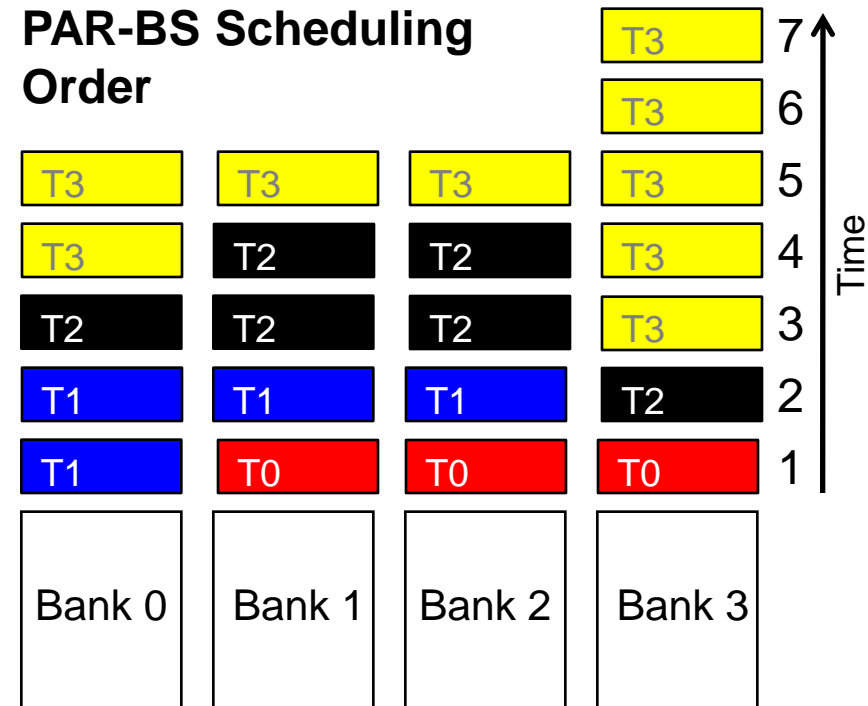 PAR-BS Scheduling
Order
T3 7
T3 6
T3 T3 T3 T3 5
T3 T2 T2 T3 4
T2 T2 T2 T3 3
T1 T1 T1 T2 2
T1 T0 T0 T0 1
Time
Bank 0 Bank 1 Bank 2 Bank 3